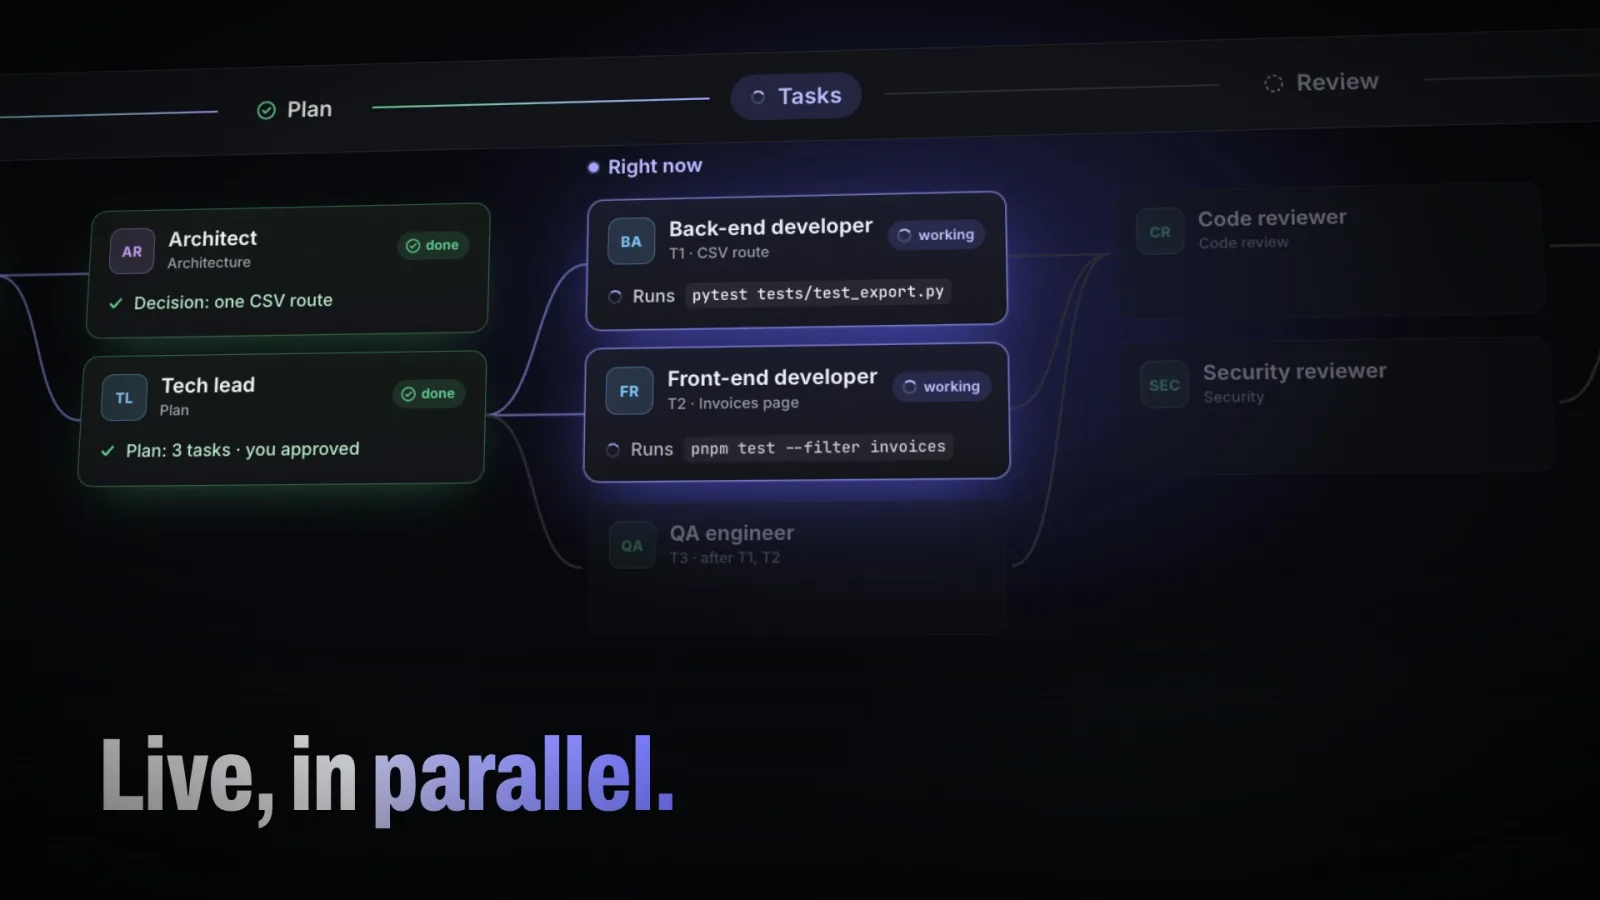 Plan
Tasks
Review
Right now
AR
Architect
Architecture
done
Decision: one CSV route
TL
Tech lead
Plan
done
Plan: 3 tasks · you approved
BA
Back-end developer
T1 · CSV route
working
Runs pytest tests/test_export.py
FR
Front-end developer
T2 · Invoices page
working
Runs pnpm test --filter invoices
QA
QA engineer
T3 · after T1, T2
CR
Code reviewer
Code review
SEC
Security reviewer
Security
Live, in parallel.